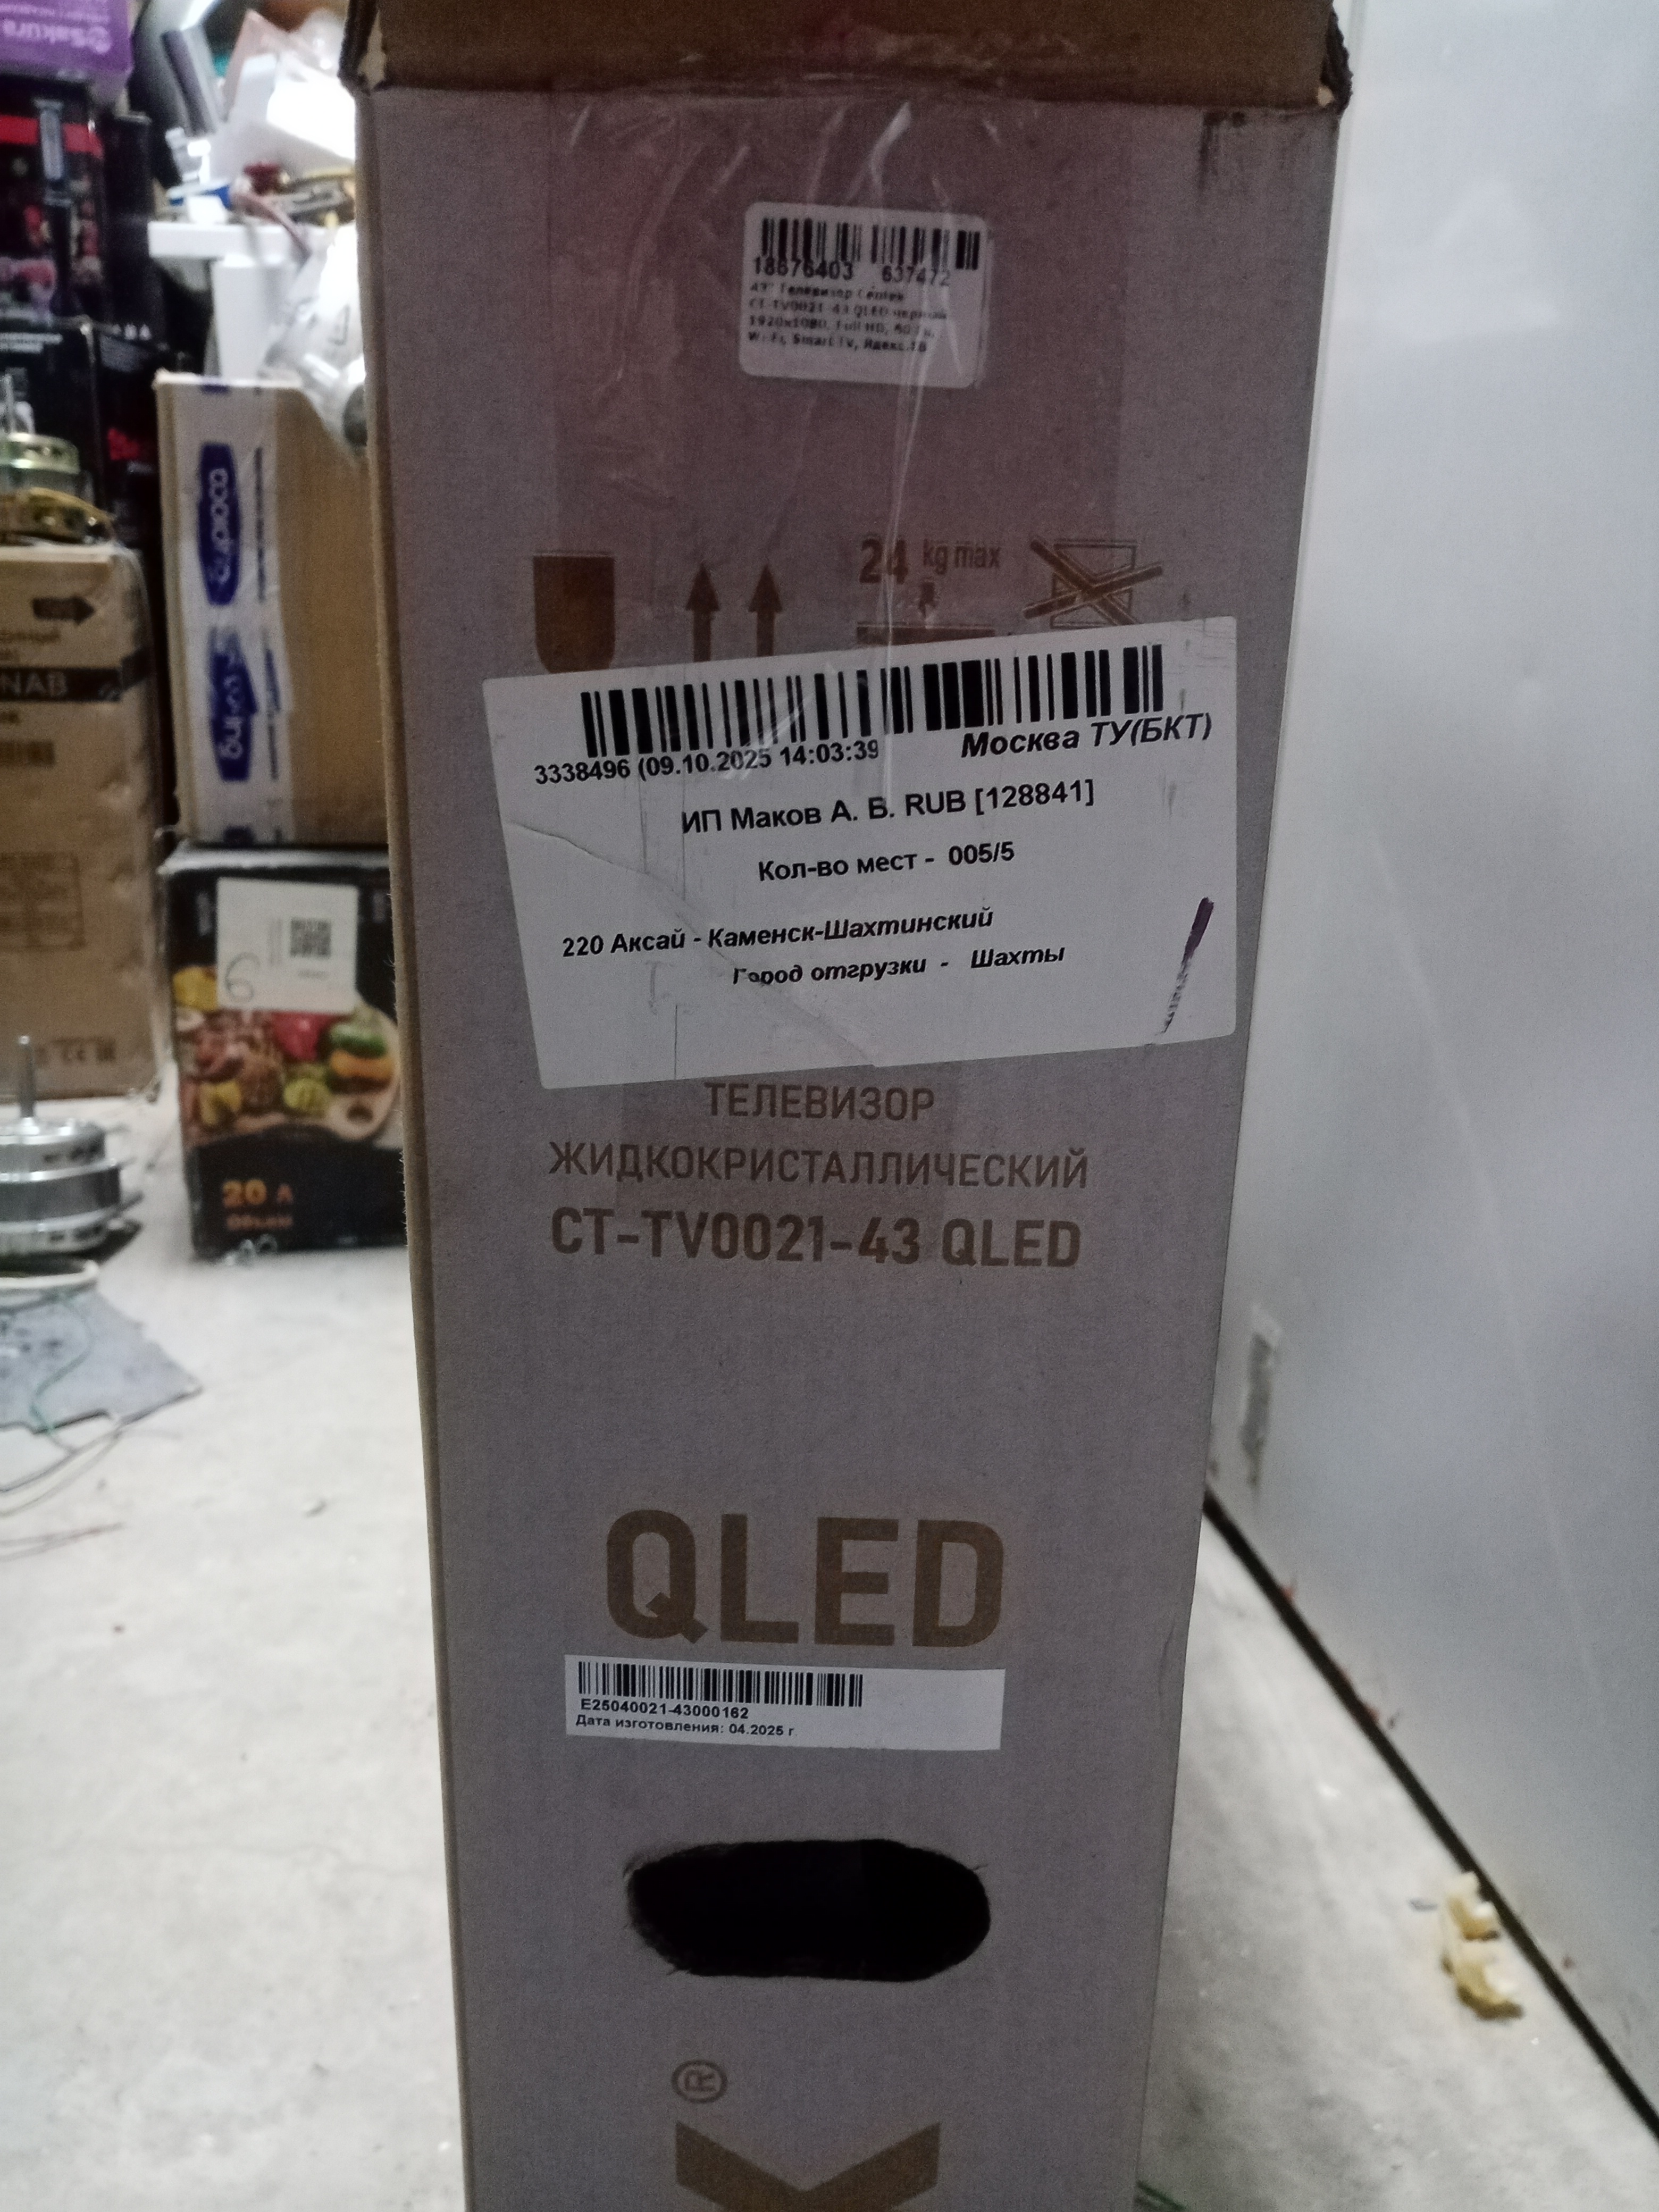 Sakura
18676403 637472
43" Телевизор Centek
CT-TV0021-43 QLED черный
1920x1080, Full HD, 60 Гц,
Wi-Fi, Smart TV,
24 kg max
3338496 (09.10.2025 14:03:39
Москва ТУ(БКТ)
ИП Маков А. Б. RUB [128841]
Кол-во мест - 005/5
220 Аксай - Каменск-Шахтинский
Город отгрузки - Шахты
ТЕЛЕВИЗОР
ЖИДКОКРИСТАЛЛИЧЕСКИЙ
CT-TV0021-43 QLED
QLED
E25040021-43000162
Дата изготовления: 04.2025 г.
®
K
бирюса
20 л